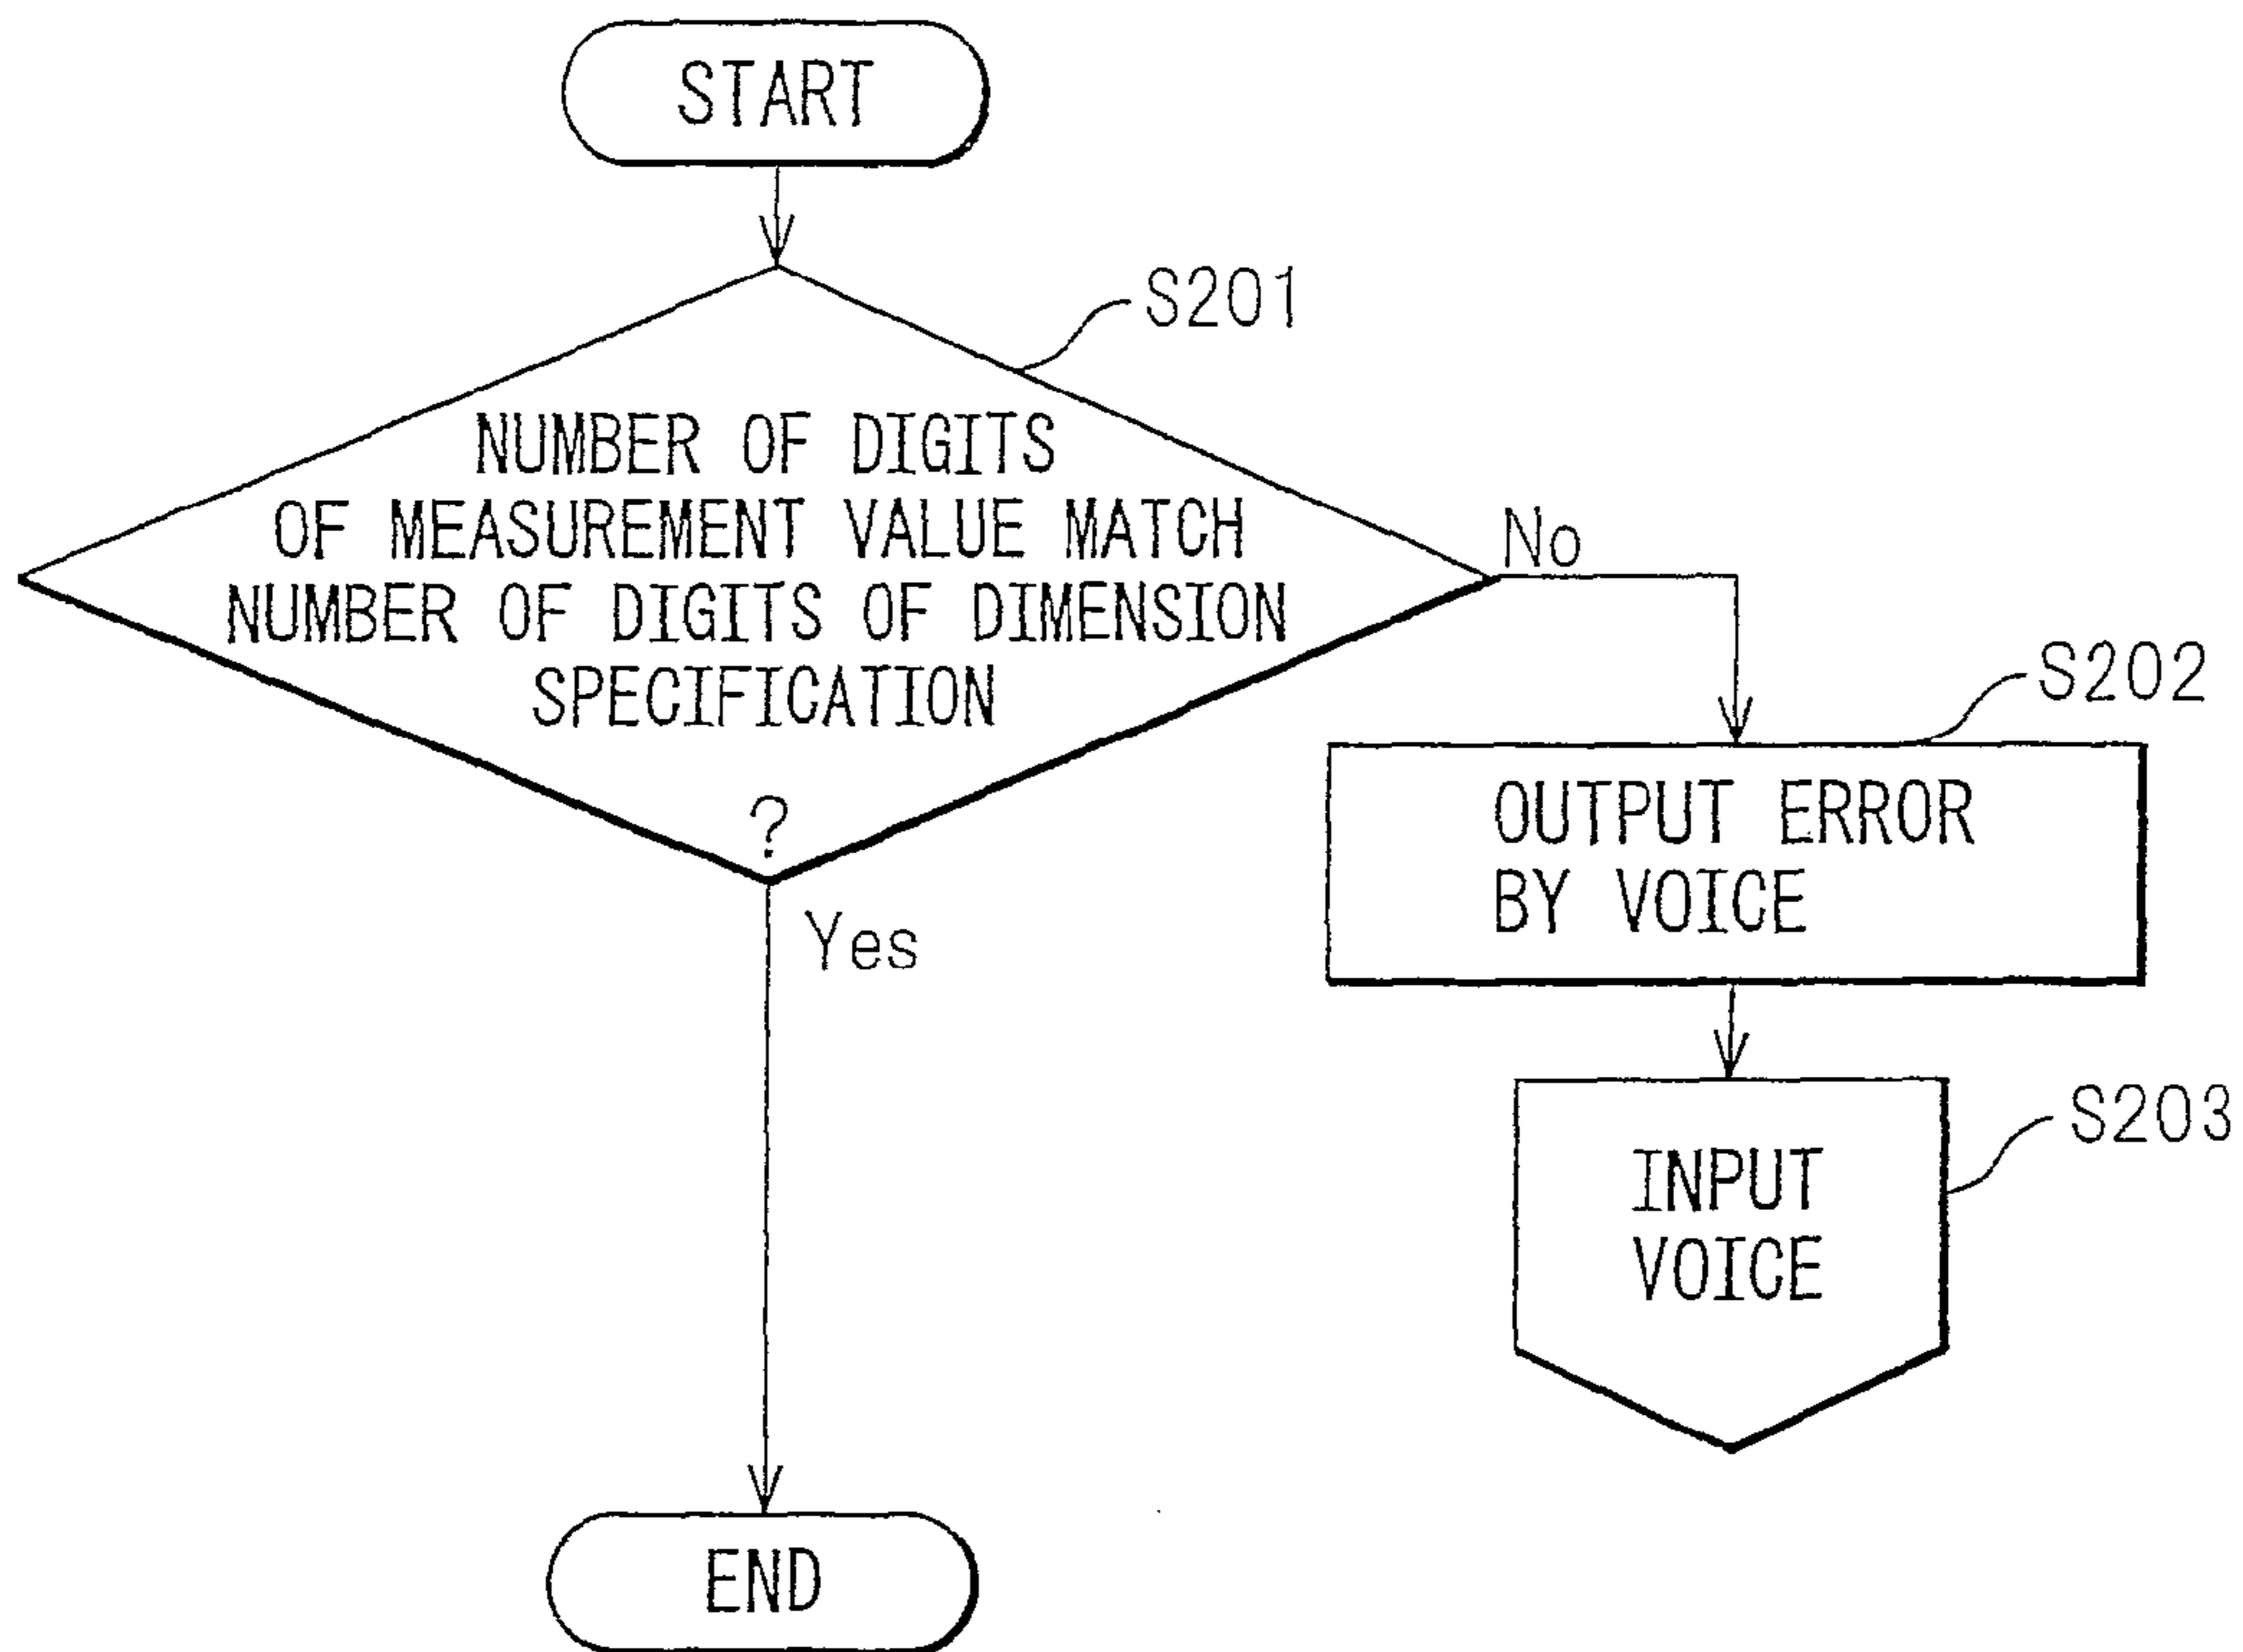 START
S201
NUMBER OF DIGITS
OF MEASUREMENT VALUE MATCH
NUMBER OF DIGITS OF DIMENSION
SPECIFICATION
?
No
Yes
S202
OUTPUT ERROR
BY VOICE
S203
INPUT
VOICE
END